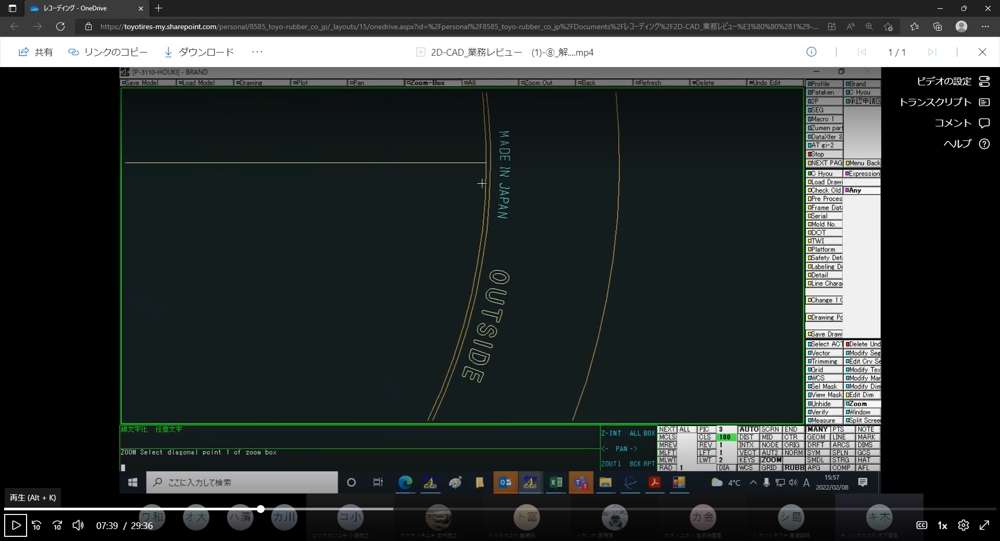 レコーディング - OneDrive
https://toyotires-my.sharepoint.com/personal/8585_toyo-rubber_co_jp/_layouts/15/onedrive.aspx?id=%2Fpersonal%2F8585_toyo-rubber_co_jp%2FDocuments%2Fレコーディング%2F2D-CAD_業務レビュー%E3%80%80%281%29-...
共有 リンクのコピー ダウンロード ... 2D-CAD_業務レビュー (1)-⑧_解....mp4 1 / 1
[P-3110-HOUKI] - BRAND
Save Model Load Model Drawing Plot Pan Zoom-Box All Zoom Out Back Refresh Delete Undo Edit
ビデオの設定
トランスクリプト
コメント
ヘルプ
Profile Brand
Pataken C Hyou
2P 承認申請図
SEG
Macro 1
Zumen part
DataXfer 3
AT gi-2
Stop
NEXT PAG Menu Back
C Hyou Expression
Load Drawi
Check Old Any
Pre Proces
Frame Data
Serial
Mold No.
DOT
TWI
Platform
Safety Det
Labeling De
Detail
Line Chara
Change 1 C
Drawing Po
Save Draw
Select ACT Delete Und
Vector Modify Seg
Trimming Edit Crv Se
Grid Modify Tex
WCS Modify Mar
Sel Mask Modify Dim
View Mask Edit Dim
Unhide Zoom
Verify Window
Measure Split Scree
MADE IN JAPAN
OUTSIDE
線文字化 任意文字
ZOOM Select diagonal point 1 of zoom box
Z-IN↑ ALL BOX
<- PAN ->
ZOUT↓ BCK RPT
NEXT ALL PIC 3 AUTO SCRN END MANY PTS NOTE
MCLS CLS 100 DIST MID CTR GEOM LINE MARK
MREV REV 1 INTX NODE ORIG DRFT ARCS DIMS
MLFT LFT 1 VECT AUT2 NORM SYM SPLN GCS
MLWT LWT 2 KEYS ZOOM SMDL STRG HAT
RAD 1 DIA WCS GRID RUBB APG COMP AFL
ここに入力して検索
4°C A 15:57
2022/02/08
再生 (Alt + K)
ワ和 オ大 ハ濱 カ川 コ小 ト富 カ金 シ島 キ木
10 10 07:39 / 29:36
CC 1x